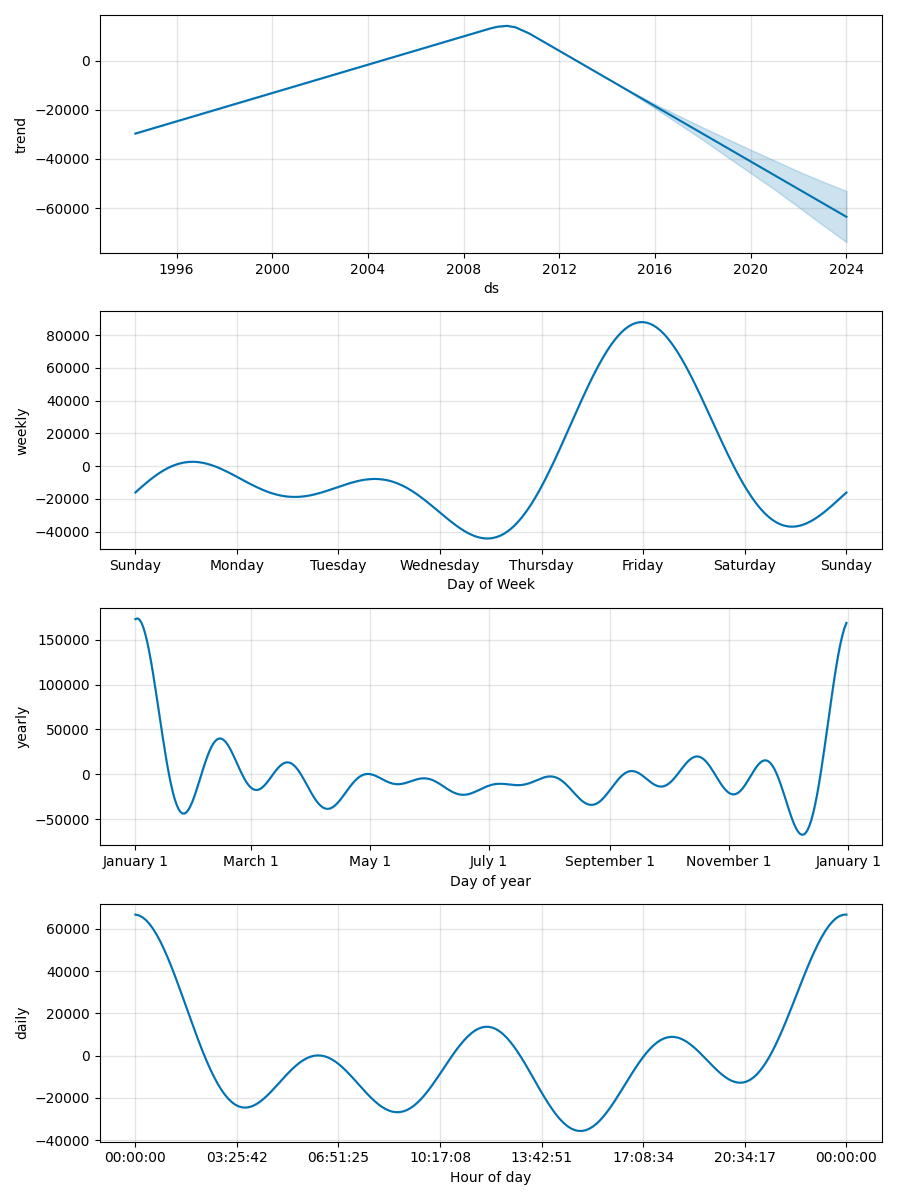 trend
0
−20000
−40000
−60000
1996 2000 2004 2008 2012 2016 2020 2024
ds
weekly
80000
60000
40000
20000
0
−20000
−40000
Sunday Monday Tuesday Wednesday Thursday Friday Saturday Sunday
Day of Week
yearly
150000
100000
50000
0
−50000
January 1 March 1 May 1 July 1 September 1 November 1 January 1
Day of year
daily
60000
40000
20000
0
−20000
−40000
00:00:00 03:25:42 06:51:25 10:17:08 13:42:51 17:08:34 20:34:17 00:00:00
Hour of day